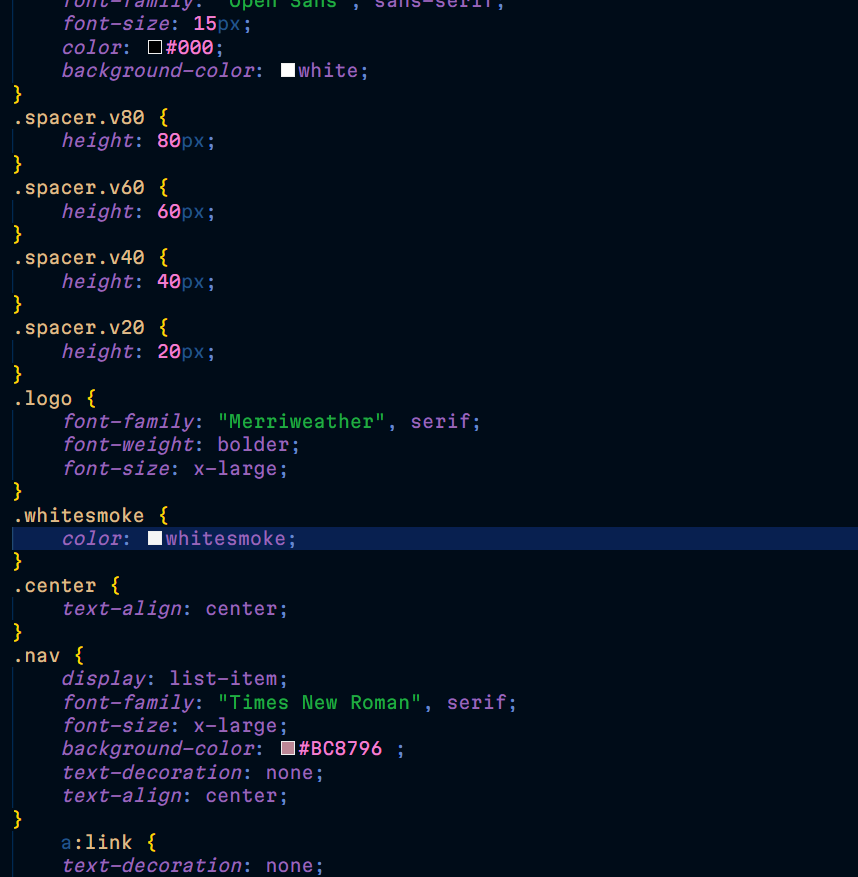 font-family: "Open Sans", sans-serif;
    font-size: 15px;
    color: #000;
    background-color: white;
}
.spacer.v80 {
    height: 80px;
}
.spacer.v60 {
    height: 60px;
}
.spacer.v40 {
    height: 40px;
}
.spacer.v20 {
    height: 20px;
}
.logo {
    font-family: "Merriweather", serif;
    font-weight: bolder;
    font-size: x-large;
}
.whitesmoke {
    color: whitesmoke;
}
.center {
    text-align: center;
}
.nav {
    display: list-item;
    font-family: "Times New Roman", serif;
    font-size: x-large;
    background-color: #BC8796 ;
    text-decoration: none;
    text-align: center;
}
    a:link {
    text-decoration: none;